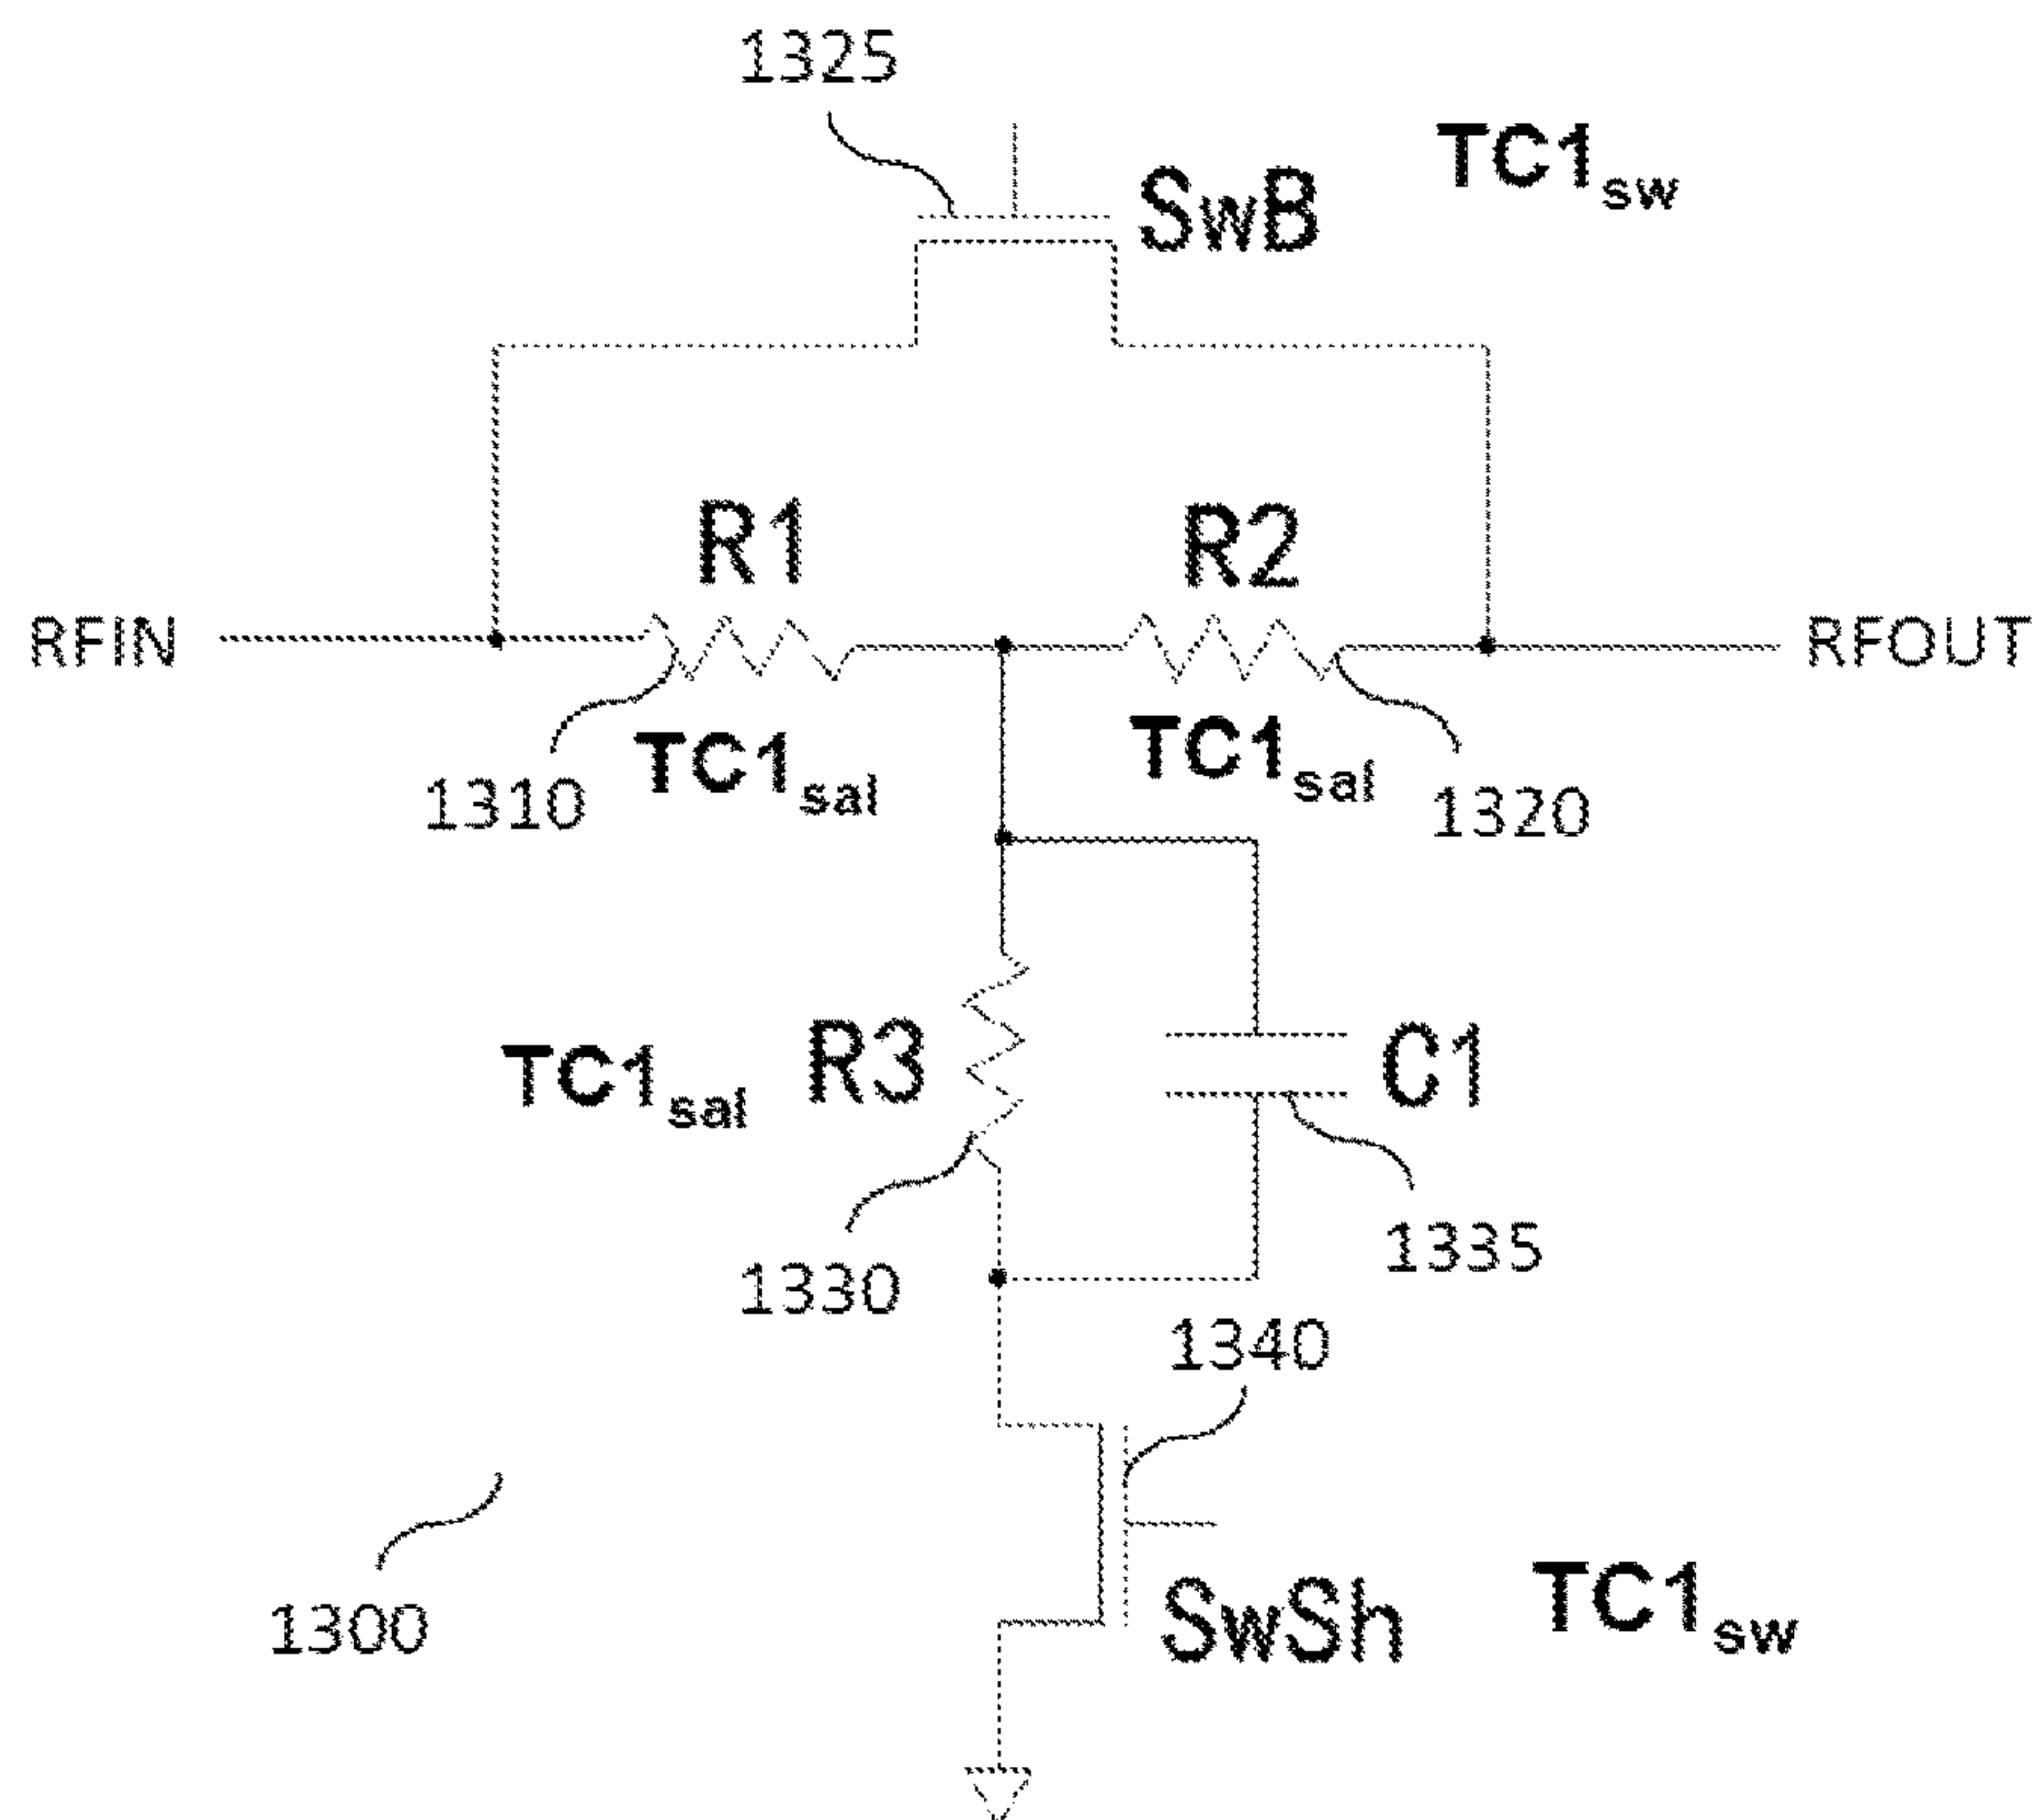 1325
SwB
TC1sw
R1
R2
RFIN
RFOUT
TC1sal
TC1sal
1310
1320
R3
TC1sal
C1
1330
1335
1340
SwSh
TC1sw
1300